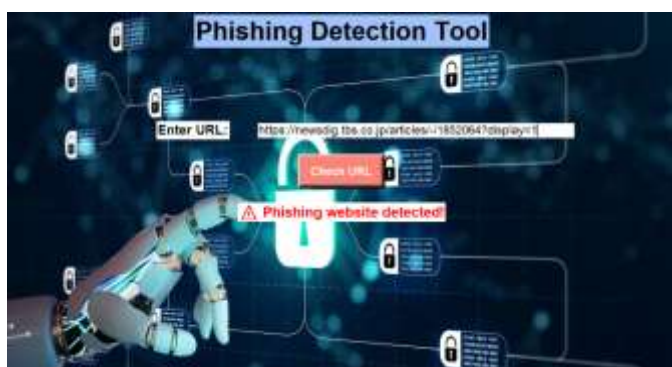 Phishing Detection Tool
Enter URL: https://newsdig.tbs.co.jp/articles/-/1852064?display=1
Check URL
⚠ Phishing website detected!